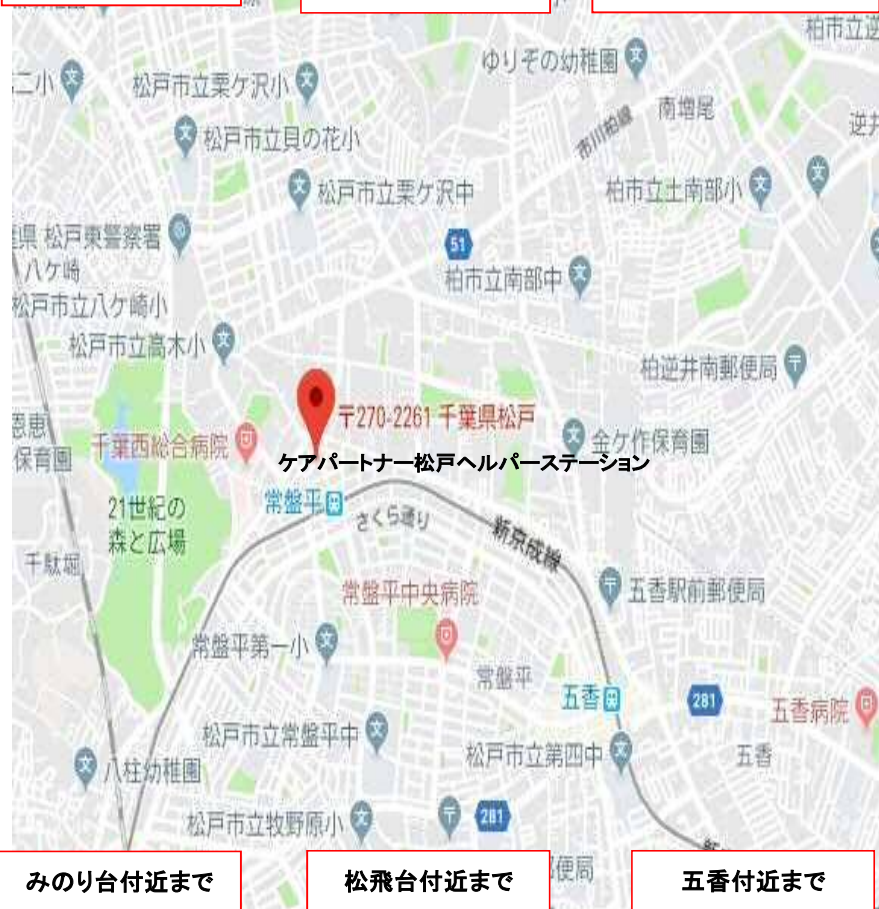 柏市立逆
ゆりぞの幼稚園
二小
松戸市立栗ケ沢小
南増尾
市川柏線
逆井
松戸市立貝の花小
松戸市立栗ケ沢中
柏市立土南部小
県 松戸東警察署
51
八ケ崎
柏市立南部中
松戸市立八ケ崎小
松戸市立高木小
柏逆井南郵便局
〒270-2261 千葉県松戸
恩恵
保育園
千葉西総合病院
金ケ作保育園
ケアパートナー松戸ヘルパーステーション
常盤平
21世紀の
森と広場
さくら通り
新京成線
千駄堀
常盤平中央病院
五香駅前郵便局
常盤平第一小
常盤平
五香
281
五香病院
松戸市立常盤平中
松戸市立第四中
五香
八柱幼稚園
松戸市立牧野原小
281
便局
みのり台付近まで
松飛台付近まで
五香付近まで